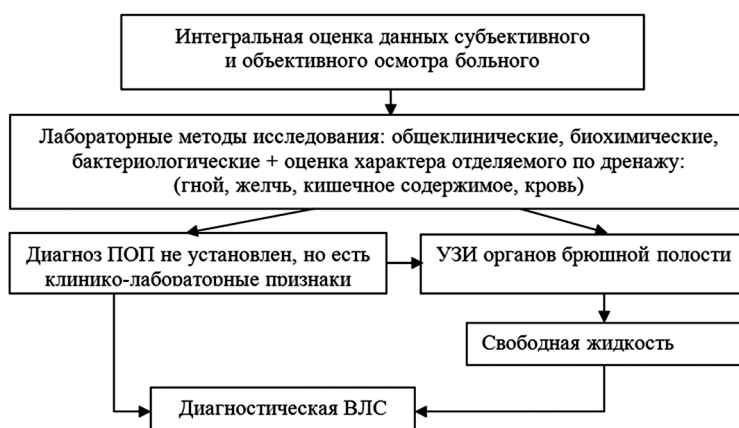 Интегральная оценка данных субъективного
и объективного осмотра больного
Лабораторные методы исследования: общеклинические, биохимические,
бактериологические + оценка характера отделяемого по дренажу:
(гной, желчь, кишечное содержимое, кровь)
Диагноз ПОП не установлен, но есть
клинико-лабораторные признаки
УЗИ органов брюшной полости
Свободная жидкость
Диагностическая ВЛС